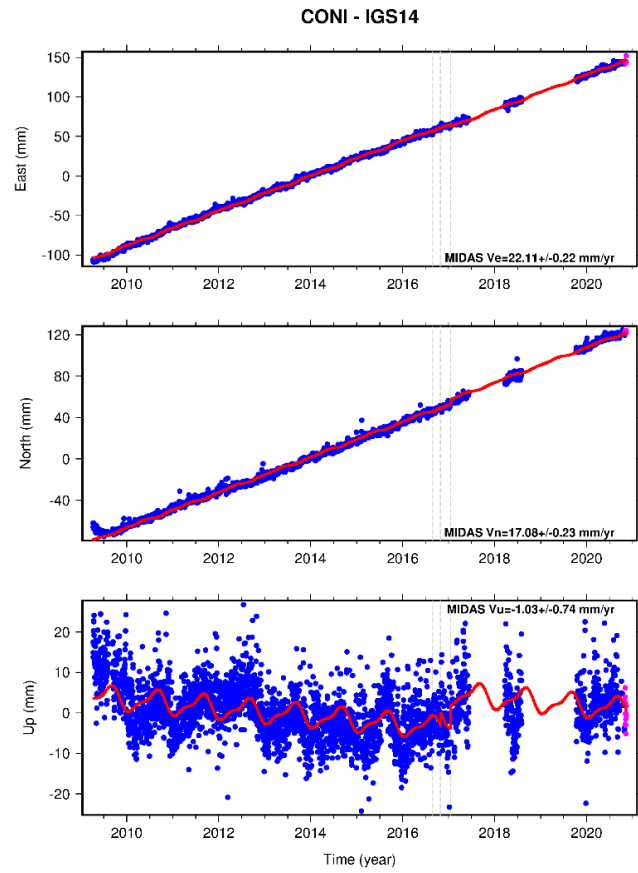 CONI - IGS14
150
100
50
0
-50
-100
East (mm)
MIDAS Ve=22.11+/-0.22 mm/yr
2010 2012 2014 2016 2018 2020
120
80
40
0
-40
North (mm)
MIDAS Vn=17.08+/-0.23 mm/yr
2010 2012 2014 2016 2018 2020
MIDAS Vu=-1.03+/-0.74 mm/yr
20
10
0
-10
-20
Up (mm)
2010 2012 2014 2016 2018 2020
Time (year)